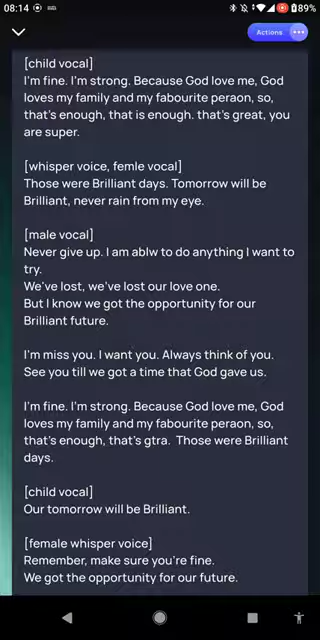 08:14
89%
Actions
[child vocal]
I'm fine. I'm strong. Because God love me, God
loves my family and my fabourite peraon, so,
that's enough, that is enough. that's great, you
are super.
[whisper voice, femle vocal]
Those were Brilliant days. Tomorrow will be
Brilliant, never rain from my eye.
[male vocal]
Never give up. I am ablw to do anything I want to
try.
We've lost, we've lost our love one.
But I know we got the opportunity for our
Brilliant future.
I'm miss you. I want you. Always think of you.
See you till we got a time that God gave us.
I'm fine. I'm strong. Because God love me, God
loves my family and my fabourite peraon, so,
that's enough, that's gtra. Those were Brilliant
days.
[child vocal]
Our tomorrow will be Brilliant.
[female whisper voice]
Remember, make sure you're fine.
We got the opportunity for our future.